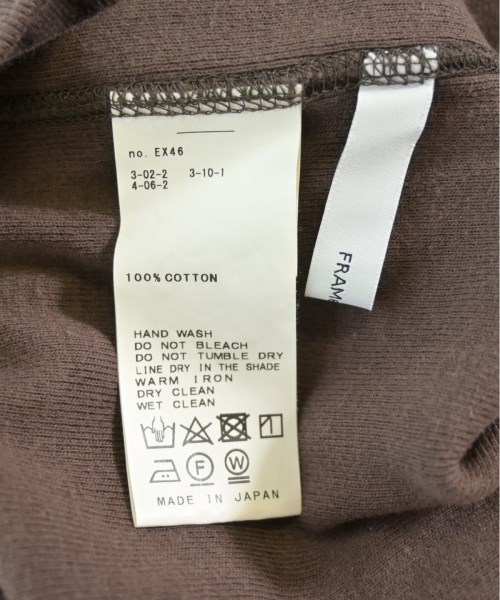 no. EX46
3-02-2 3-10-1
4-06-2
100% COTTON
HAND WASH
DO NOT BLEACH
DO NOT TUMBLE DRY
LINE DRY IN THE SHADE
WARM IRON
DRY CLEAN
WET CLEAN
F W
MADE IN JAPAN
FRAM